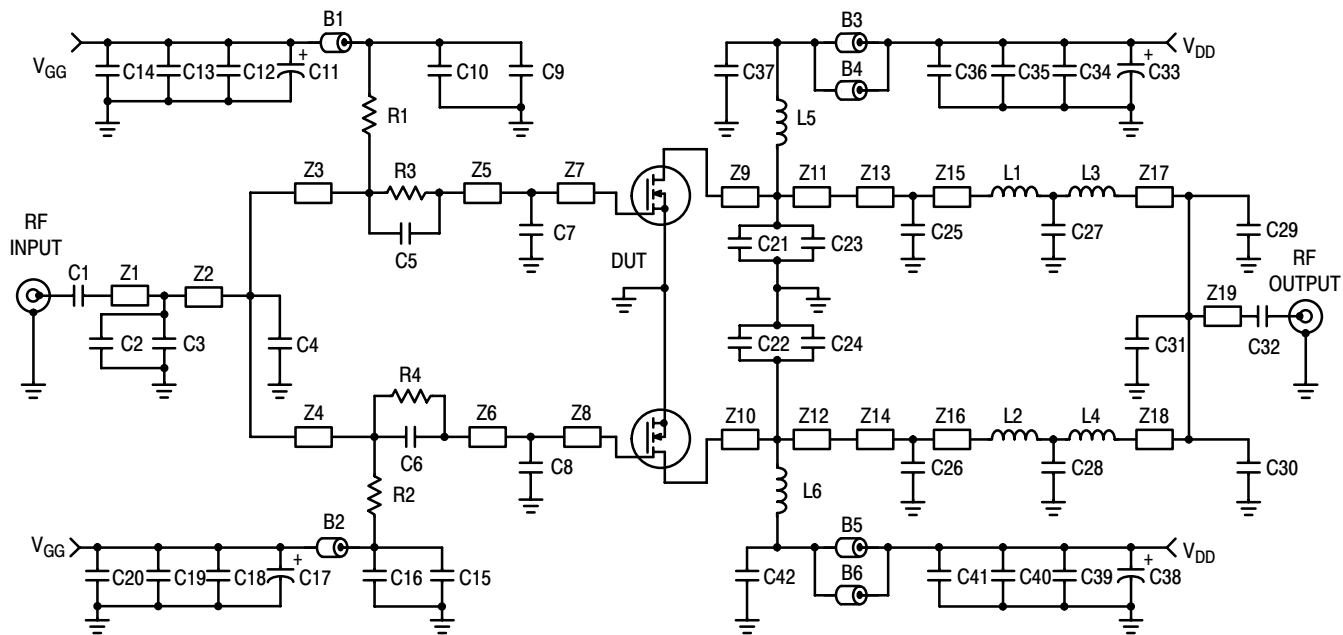 B1
V_GG
C14
C13
C12
+
C11
C10
C9
R1
B3
B4
C37
L5
C36
C35
C34
+
C33
V_DD
Z3
R3
C5
Z5
C7
Z7
Z9
Z11
Z13
Z15
L1
L3
Z17
C25
C27
C29
C21
C23
RF
INPUT
C1
Z1
Z2
C2
C3
C4
DUT
C22
C24
C31
Z19
C32
RF
OUTPUT
Z4
R4
C6
Z6
C8
Z8
Z10
Z12
Z14
Z16
L2
L4
Z18
C26
C28
C30
R2
L6
V_GG
B2
C20
C19
C18
+
C17
C16
C15
C42
B5
B6
C41
C40
C39
+
C38
V_DD